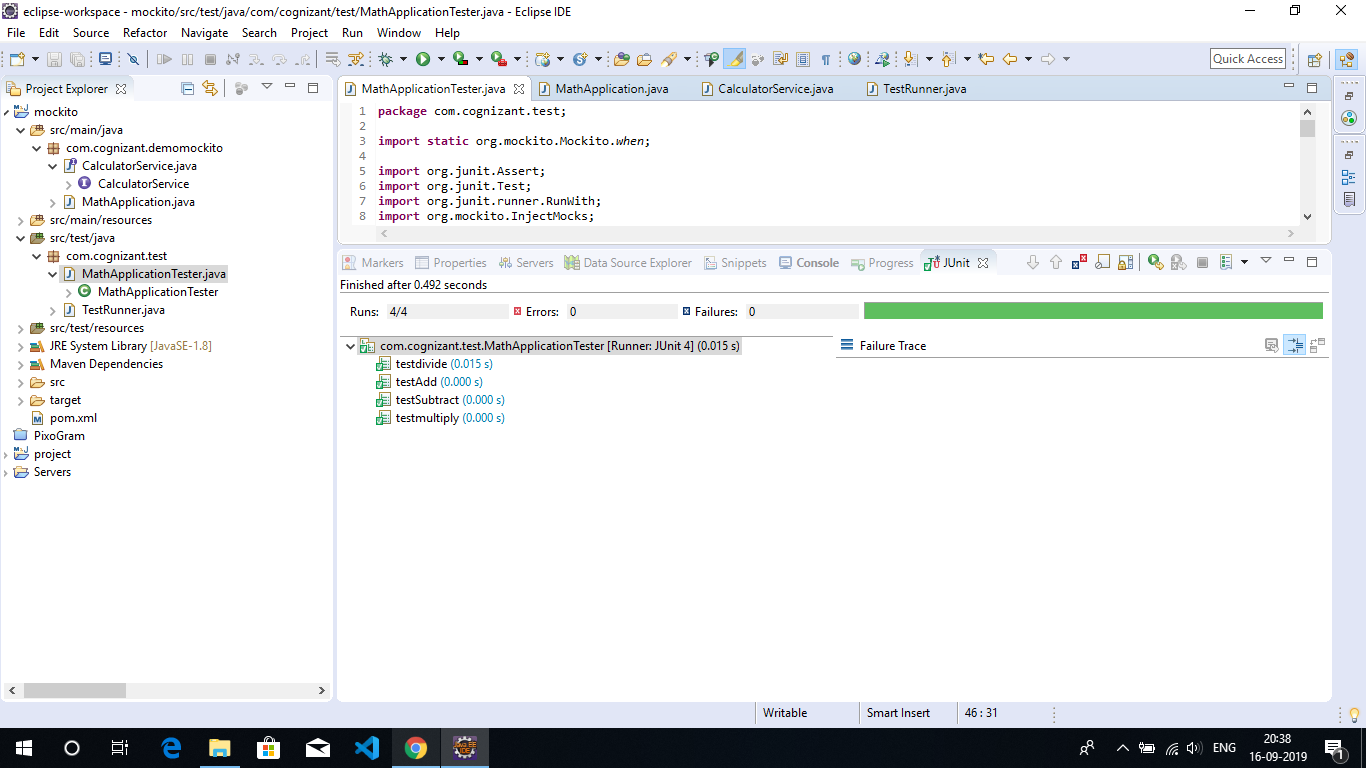 eclipse-workspace - mockito/src/test/java/com/cognizant/test/MathApplicationTester.java - Eclipse IDE
File Edit Source Refactor Navigate Search Project Run Window Help
Quick Access
Project Explorer
mockito
src/main/java
com.cognizant.demomockito
CalculatorService.java
CalculatorService
MathApplication.java
src/main/resources
src/test/java
com.cognizant.test
MathApplicationTester.java
MathApplicationTester
TestRunner.java
src/test/resources
JRE System Library [JavaSE-1.8]
Maven Dependencies
src
target
pom.xml
PixoGram
project
Servers
MathApplicationTester.java MathApplication.java CalculatorService.java TestRunner.java
1 package com.cognizant.test;
2
3 import static org.mockito.Mockito.when;
4
5 import org.junit.Assert;
6 import org.junit.Test;
7 import org.junit.runner.RunWith;
8 import org.mockito.InjectMocks;
Markers Properties Servers Data Source Explorer Snippets Console Progress JUnit
Finished after 0.492 seconds
Runs: 4/4 Errors: 0 Failures: 0
com.cognizant.test.MathApplicationTester [Runner: JUnit 4] (0.015 s)
testdivide (0.015 s)
testAdd (0.000 s)
testSubtract (0.000 s)
testmultiply (0.000 s)
Failure Trace
Writable Smart Insert 46 : 31
ENG
20:38
16-09-2019
1